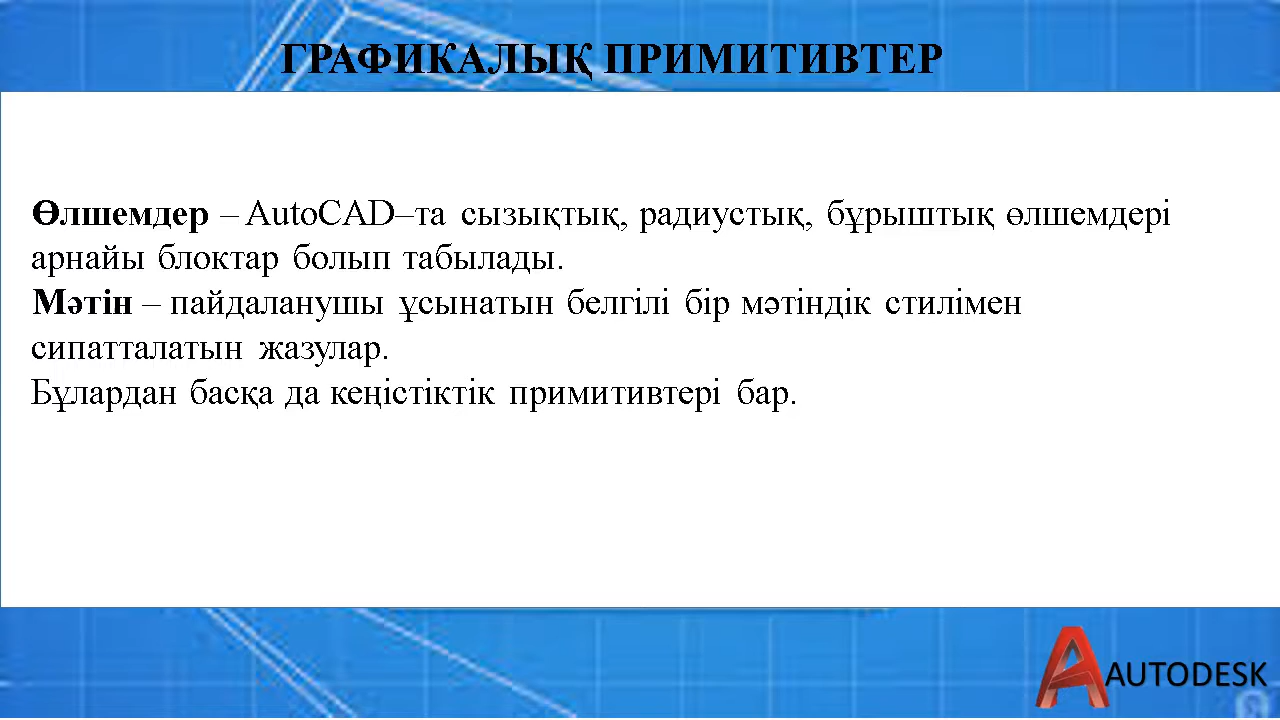 ГРАФИКАЛЫҚ ПРИМИТИВТЕР
Өлшемдер – AutoCAD–та сызықтық, радиустық, бұрыштық өлшемдері
арнайы блоктар болып табылады.
Мәтін – пайдаланушы ұсынатын белгілі бір мәтіндік стилімен
сипатталатын жазулар.
Бұлардан басқа да кеңістіктік примитивтері бар.
AUTODESK